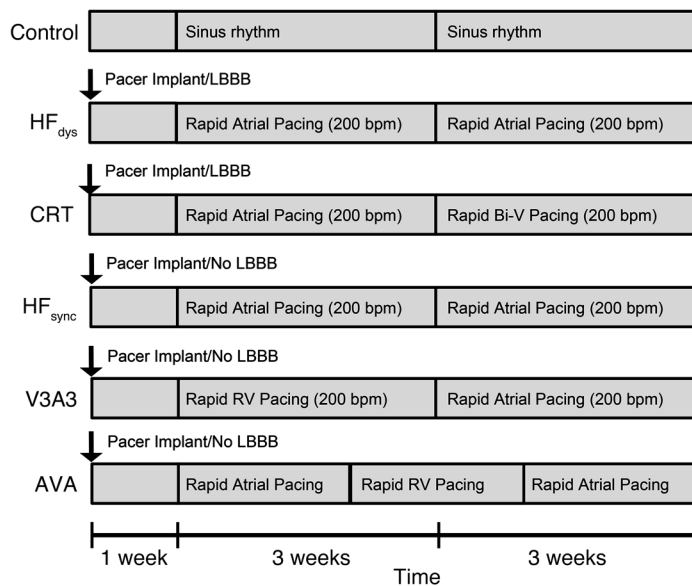 Control
Sinus rhythm
Sinus rhythm
Pacer Implant/LBBB
HFdys
Rapid Atrial Pacing (200 bpm)
Rapid Atrial Pacing (200 bpm)
Pacer Implant/LBBB
CRT
Rapid Atrial Pacing (200 bpm)
Rapid Bi-V Pacing (200 bpm)
Pacer Implant/No LBBB
HFsync
Rapid Atrial Pacing (200 bpm)
Rapid Atrial Pacing (200 bpm)
Pacer Implant/No LBBB
V3A3
Rapid RV Pacing (200 bpm)
Rapid Atrial Pacing (200 bpm)
Pacer Implant/No LBBB
AVA
Rapid Atrial Pacing
Rapid RV Pacing
Rapid Atrial Pacing
1 week
3 weeks
3 weeks
Time